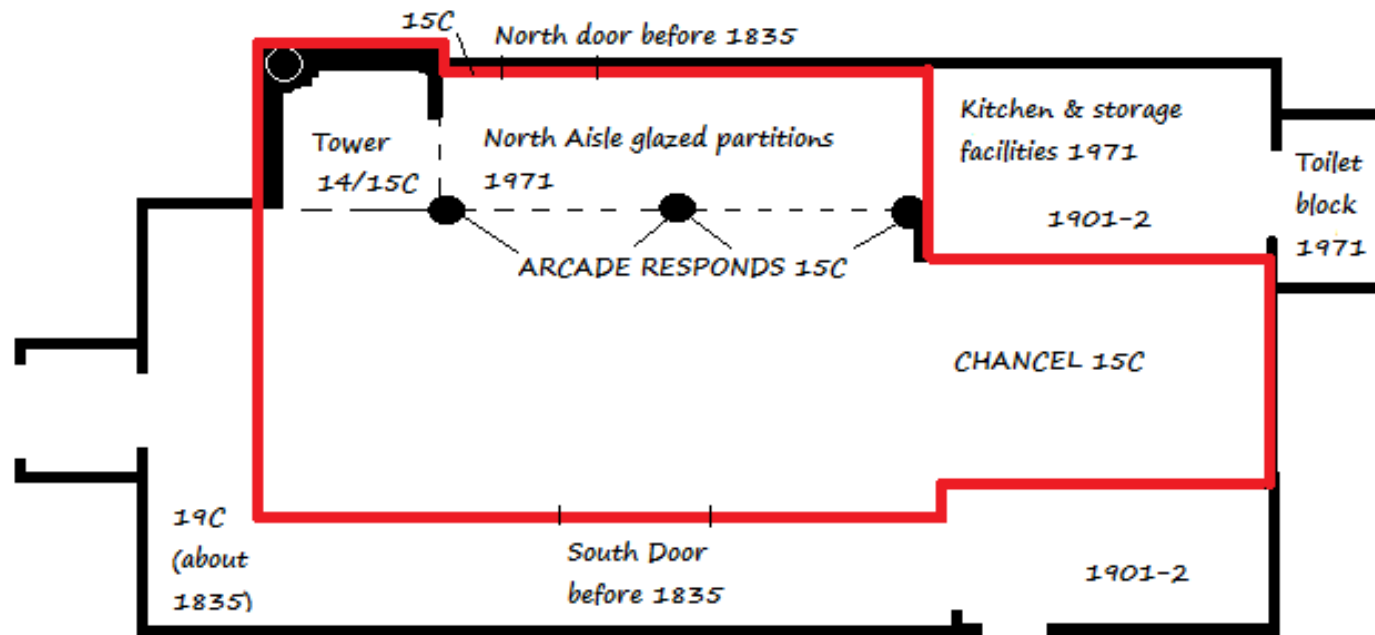 15C
North door before 1835
Tower
14/15C
North Aisle glazed partitions
1971
Kitchen & storage
facilities 1971
1901-2
Toilet
block
1971
ARCADE RESPONDS 15C
CHANCEL 15C
19C
(about
1835)
South Door
before 1835
1901-2